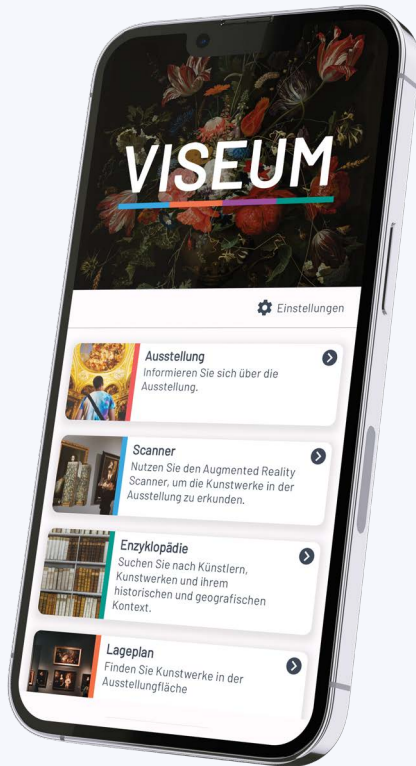 VISEUM
Einstellungen
Ausstellung
Informieren Sie sich über die
Ausstellung.
Scanner
Nutzen Sie den Augmented Reality
Scanner, um die Kunstwerke in der
Ausstellung zu erkunden.
Enzyklopädie
Suchen Sie nach Künstlern,
Kunstwerken und ihrem
historischen und geografischen
Kontext.
Lageplan
Finden Sie Kunstwerke in der
Ausstellungfläche